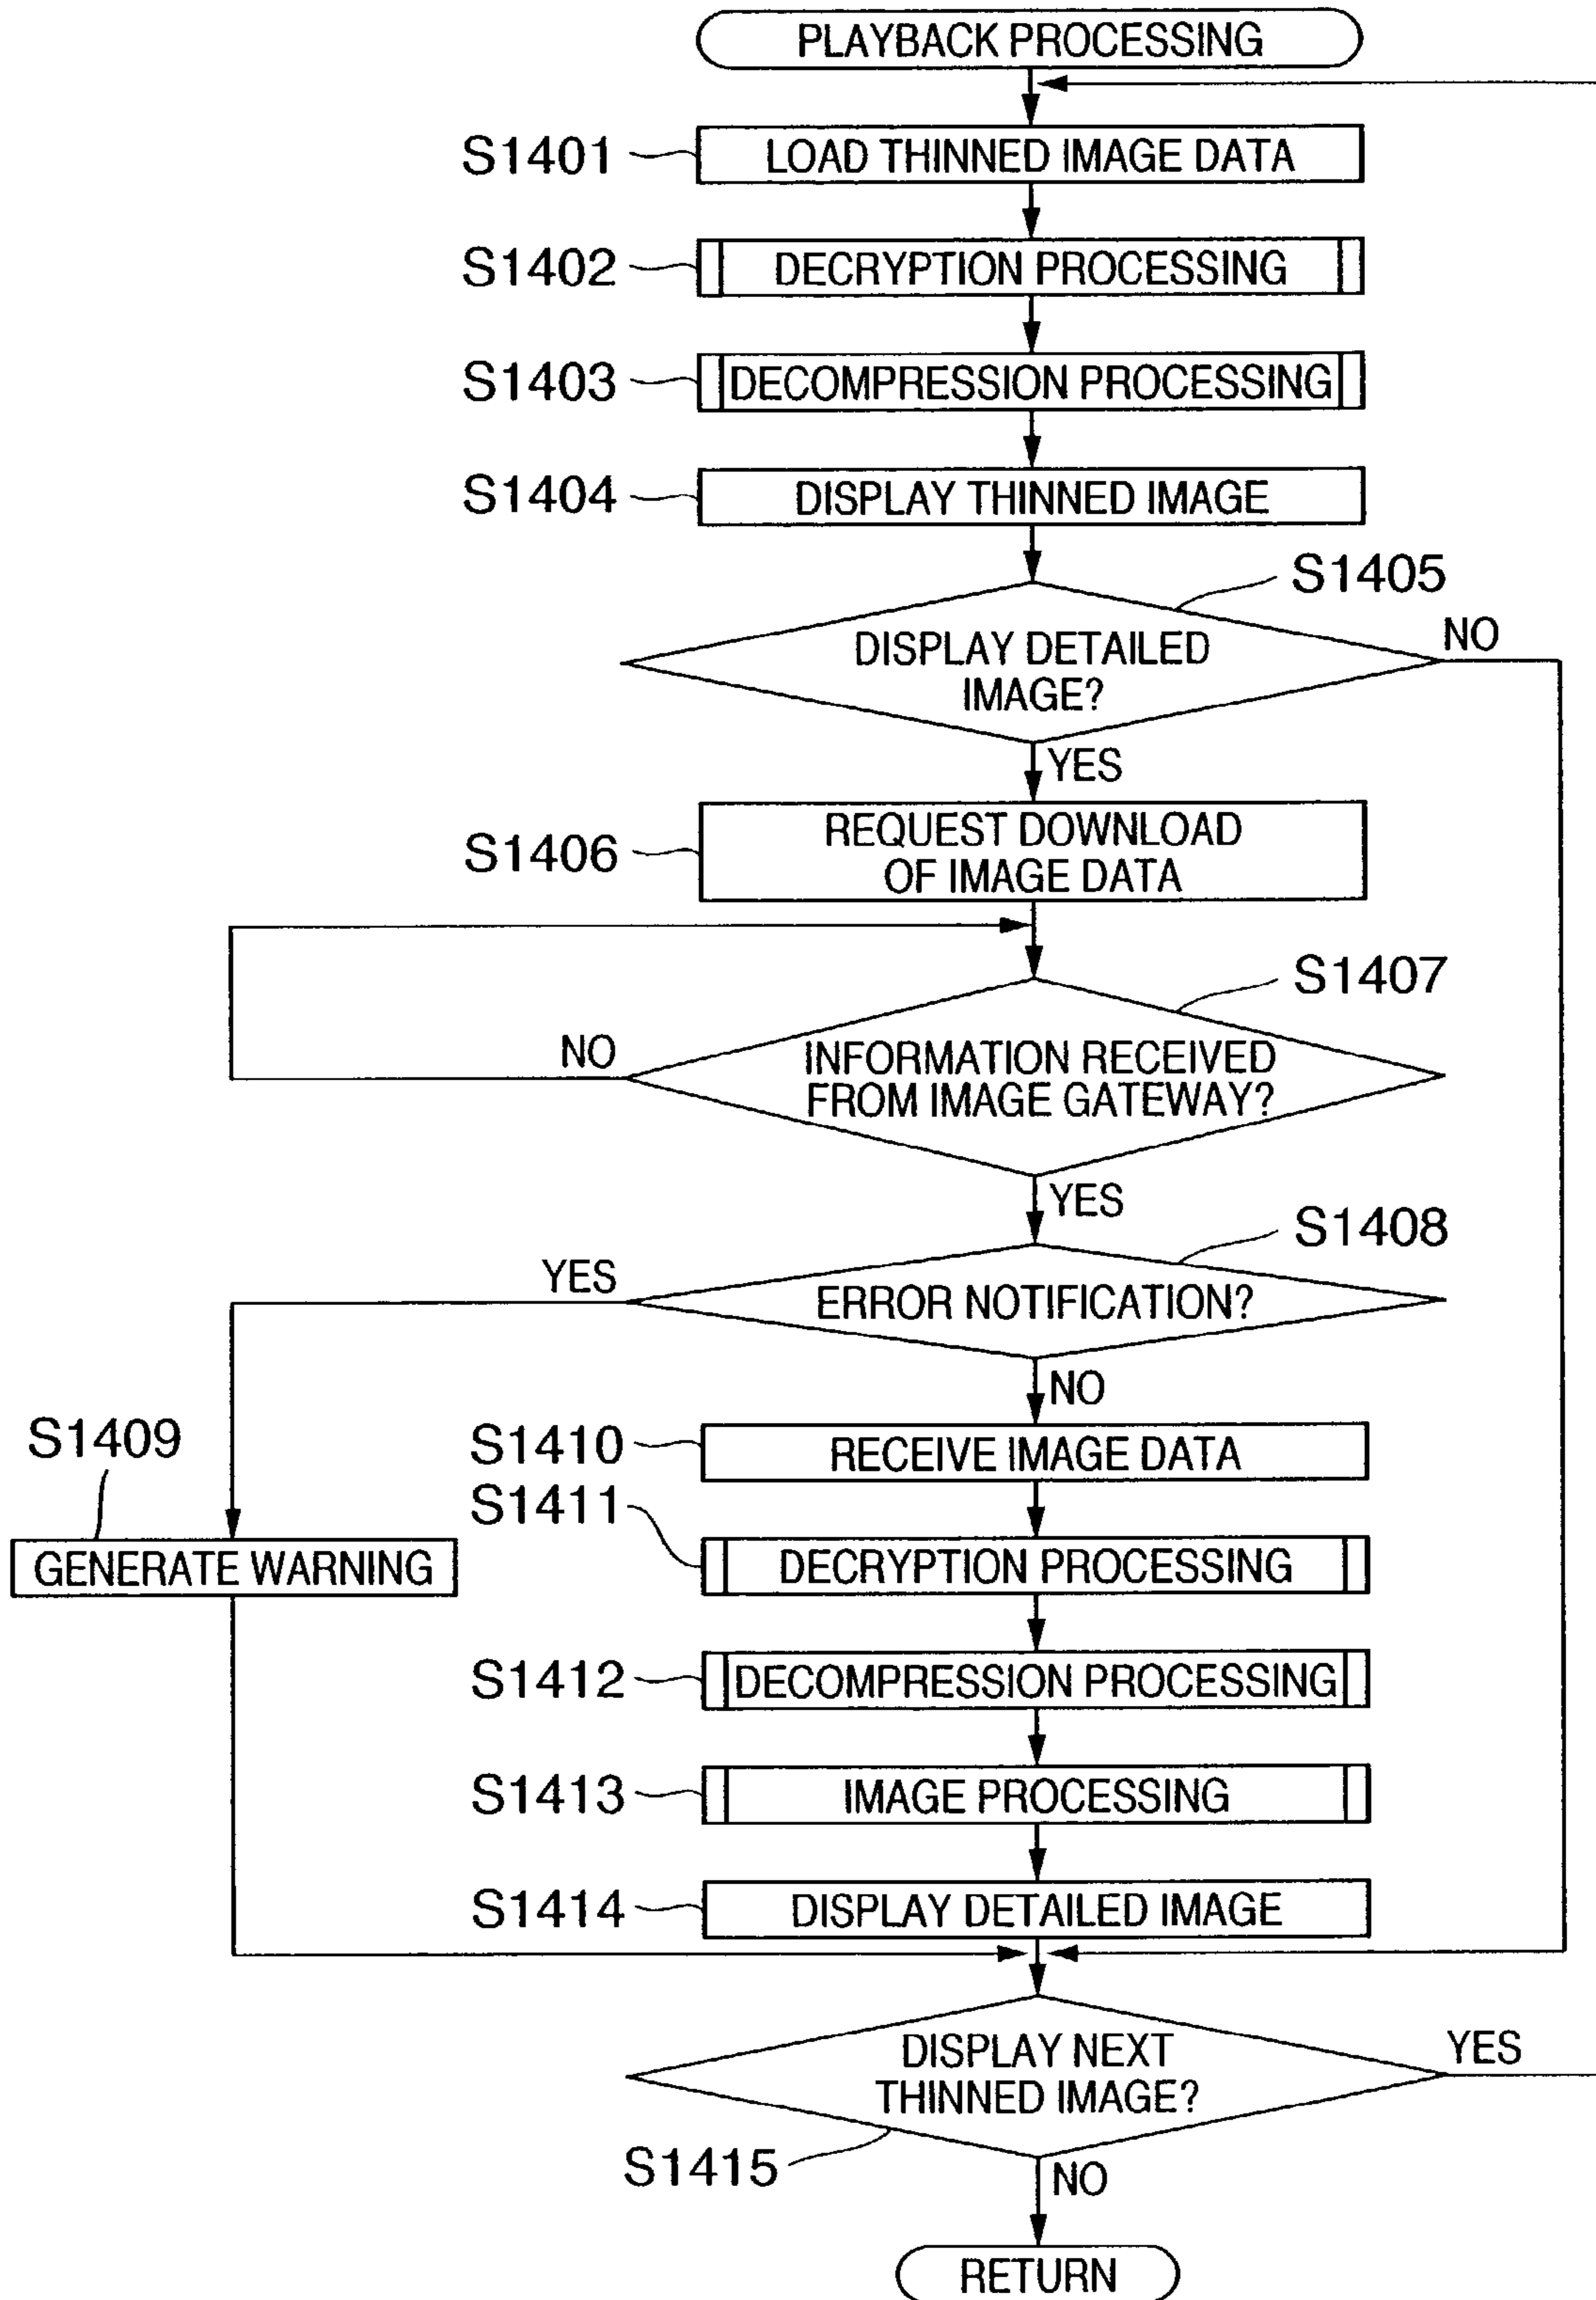 PLAYBACK PROCESSING
S1401
LOAD THINNED IMAGE DATA
S1402
DECRYPTION PROCESSING
S1403
DECOMPRESSION PROCESSING
S1404
DISPLAY THINNED IMAGE
S1405
DISPLAY DETAILED
IMAGE?
NO
YES
S1406
REQUEST DOWNLOAD
OF IMAGE DATA
S1407
NO
INFORMATION RECEIVED
FROM IMAGE GATEWAY?
YES
S1408
YES
ERROR NOTIFICATION?
NO
S1409
GENERATE WARNING
S1410
RECEIVE IMAGE DATA
S1411
DECRYPTION PROCESSING
S1412
DECOMPRESSION PROCESSING
S1413
IMAGE PROCESSING
S1414
DISPLAY DETAILED IMAGE
DISPLAY NEXT
THINNED IMAGE?
YES
S1415
NO
RETURN